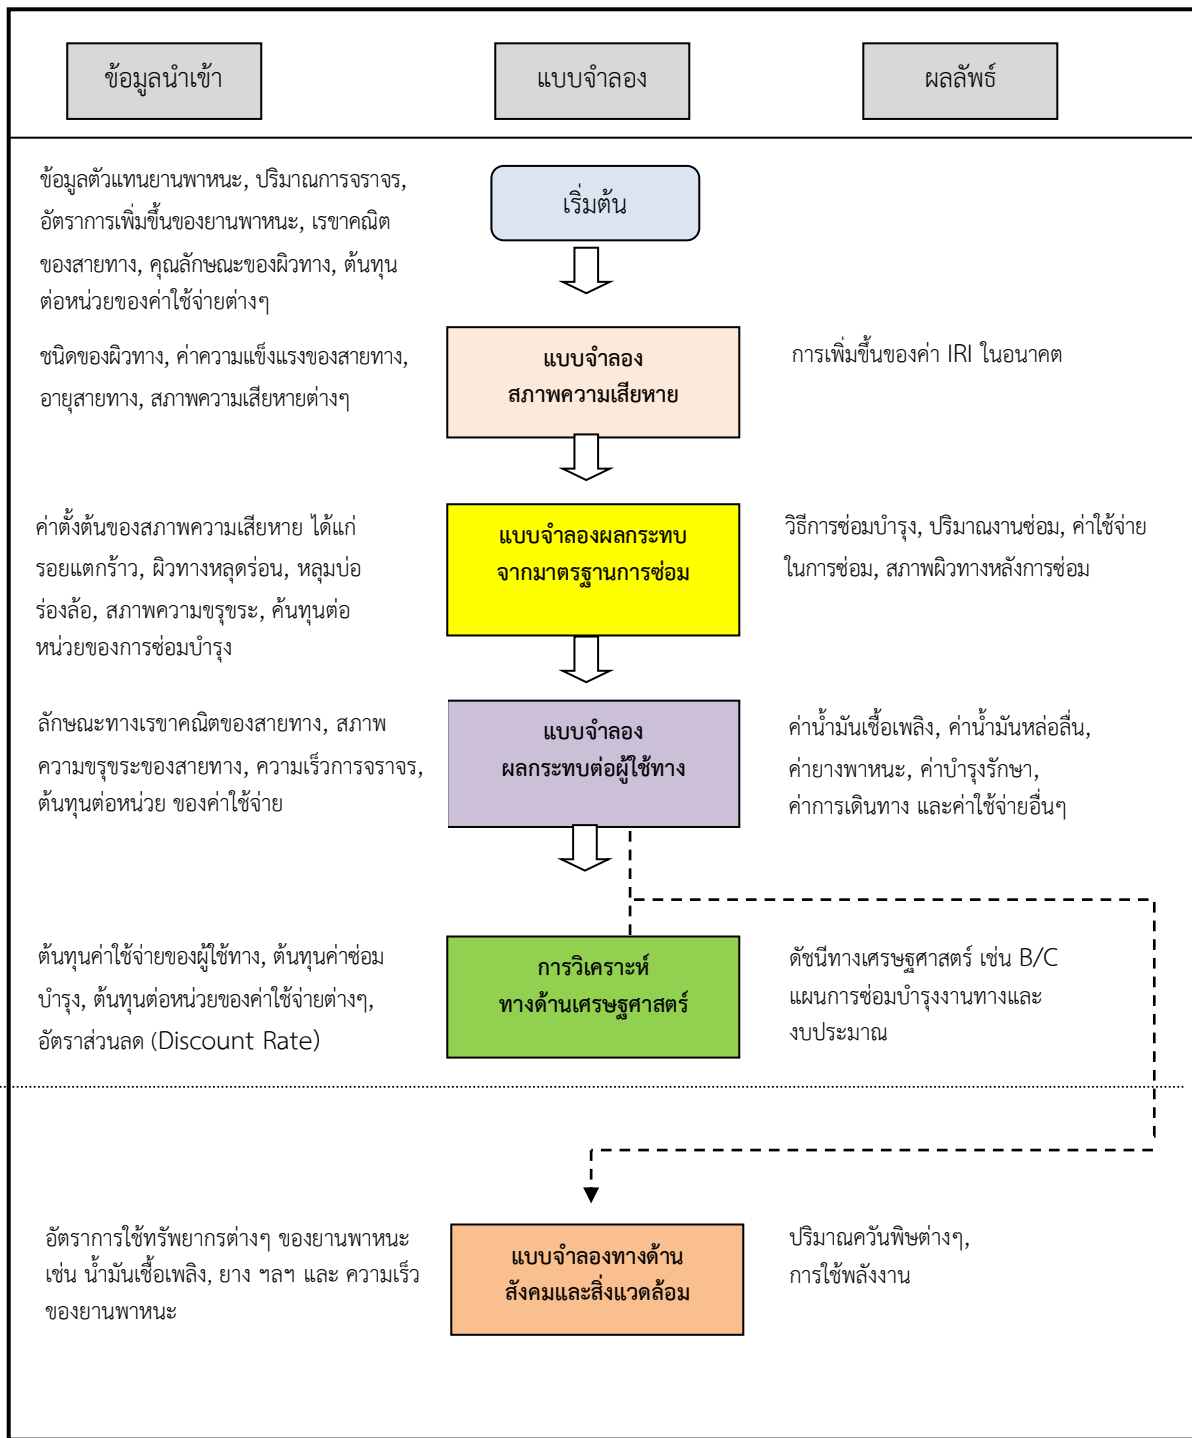 ข้อมูลนำเข้า
แบบจำลอง
ผลลัพธ์
ข้อมูลตัวแทนยานพาหนะ, ปริมาณการจราจร,
อัตราการเพิ่มขึ้นของยานพาหนะ, เรขาคณิต
ของสายทาง, คุณลักษณะของผิวทาง, ต้นทุน
ต่อหน่วยของค่าใช้จ่ายต่างๆ
เริ่มต้น
ชนิดของผิวทาง, ค่าความแข็งแรงของสายทาง,
อายุสายทาง, สภาพความเสียหายต่างๆ
แบบจำลอง
สภาพความเสียหาย
การเพิ่มขึ้นของค่า IRI ในอนาคต
ค่าตั้งต้นของสภาพความเสียหาย ได้แก่
รอยแตกร้าว, ผิวทางหลุดร่อน, หลุมบ่อ
ร่องล้อ, สภาพความขรุขระ, ค้นทุนต่อ
หน่วยของการซ่อมบำรุง
แบบจำลองผลกระทบ
จากมาตรฐานการซ่อม
วิธีการซ่อมบำรุง, ปริมาณงานซ่อม, ค่าใช้จ่าย
ในการซ่อม, สภาพผิวทางหลังการซ่อม
ลักษณะทางเรขาคณิตของสายทาง, สภาพ
ความขรุขระของสายทาง, ความเร็วการจราจร,
ต้นทุนต่อหน่วย ของค่าใช้จ่าย
แบบจำลอง
ผลกระทบต่อผู้ใช้ทาง
ค่าน้ำมันเชื้อเพลิง, ค่าน้ำมันหล่อลื่น,
ค่ายางพาหนะ, ค่าบำรุงรักษา,
ค่าการเดินทาง และค่าใช้จ่ายอื่นๆ
ต้นทุนค่าใช้จ่ายของผู้ใช้ทาง, ต้นทุนค่าซ่อม
บำรุง, ต้นทุนต่อหน่วยของค่าใช้จ่ายต่างๆ,
อัตราส่วนลด (Discount Rate)
การวิเคราะห์
ทางด้านเศรษฐศาสตร์
ดัชนีทางเศรษฐศาสตร์ เช่น B/C
แผนการซ่อมบำรุงงานทางและ
งบประมาณ
อัตราการใช้ทรัพยากรต่างๆ ของยานพาหนะ
เช่น น้ำมันเชื้อเพลิง, ยาง ฯลฯ และ ความเร็ว
ของยานพาหนะ
แบบจำลองทางด้าน
สังคมและสิ่งแวดล้อม
ปริมาณควันพิษต่างๆ,
การใช้พลังงาน